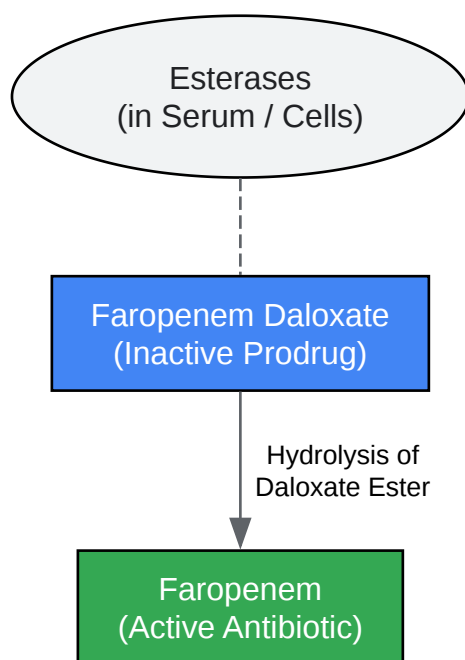 Esterases
(in Serum / Cells)
Faropenem Daloxate
(Inactive Prodrug)
Hydrolysis of
Daloxate Ester
Faropenem
(Active Antibiotic)